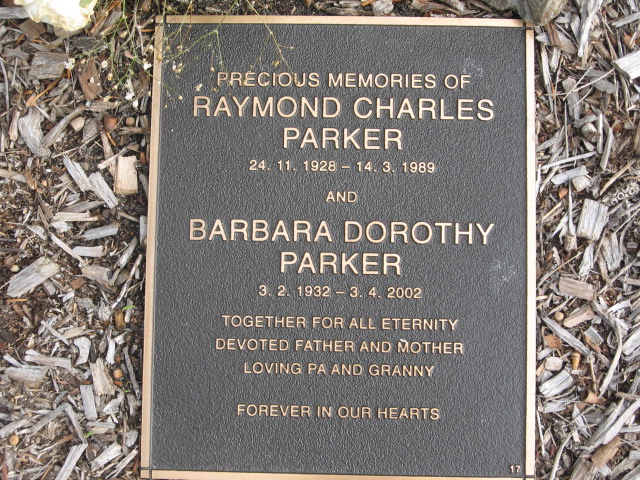 PRECIOUS MEMORIES OF
RAYMOND CHARLES
PARKER
24. 11. 1928 – 14. 3. 1989
AND
BARBARA DOROTHY
PARKER
3. 2. 1932 – 3. 4. 2002
TOGETHER FOR ALL ETERNITY
DEVOTED FATHER AND MOTHER
LOVING PA AND GRANNY
FOREVER IN OUR HEARTS
17